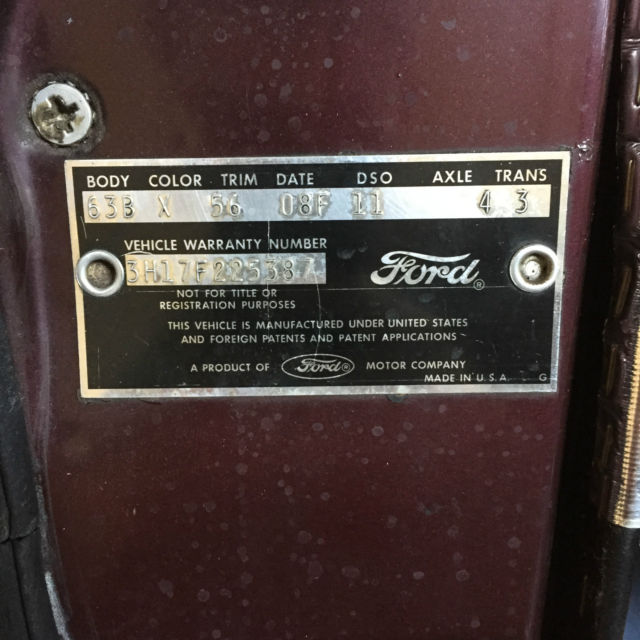 BODY COLOR TRIM DATE DSO AXLE TRANS
63B X 56 08F 11 4 3
VEHICLE WARRANTY NUMBER
3H17F225387
Ford®
NOT FOR TITLE OR
REGISTRATION PURPOSES
THIS VEHICLE IS MANUFACTURED UNDER UNITED STATES
AND FOREIGN PATENTS AND PATENT APPLICATIONS
A PRODUCT OF Ford® MOTOR COMPANY
MADE IN U.S.A. G